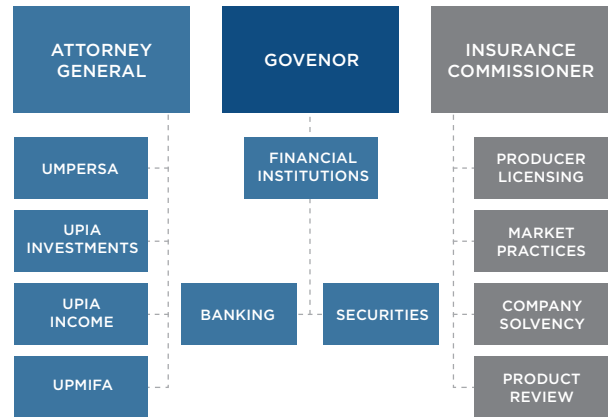 ATTORNEY
GENERAL
GOVENOR
INSURANCE
COMMISSIONER
UMPERSA
FINANCIAL
INSTITUTIONS
PRODUCER
LICENSING
UPIA
INVESTMENTS
MARKET
PRACTICES
UPIA
INCOME
BANKING
SECURITIES
COMPANY
SOLVENCY
UPMIFA
PRODUCT
REVIEW